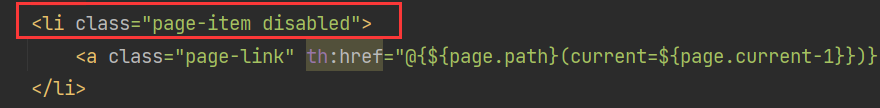 <li class="page-item disabled">
<a class="page-link" th:href="@{${page.path}(current=${page.current-1}})}
</li>